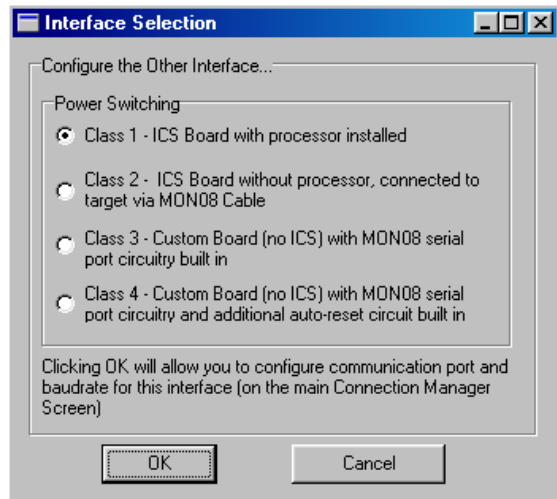 Interface Selection
Configure the Other Interface...
Power Switching
Class 1 - ICS Board with processor installed
Class 2 - ICS Board without processor, connected to
target via MON08 Cable
Class 3 - Custom Board (no ICS) with MON08 serial
port circuitry built in
Class 4 - Custom Board (no ICS) with MON08 serial
port circuitry and additional auto-reset circuit built in
Clicking OK will allow you to configure communication port and
baudrate for this interface (on the main Connection Manager
Screen)
OK
Cancel